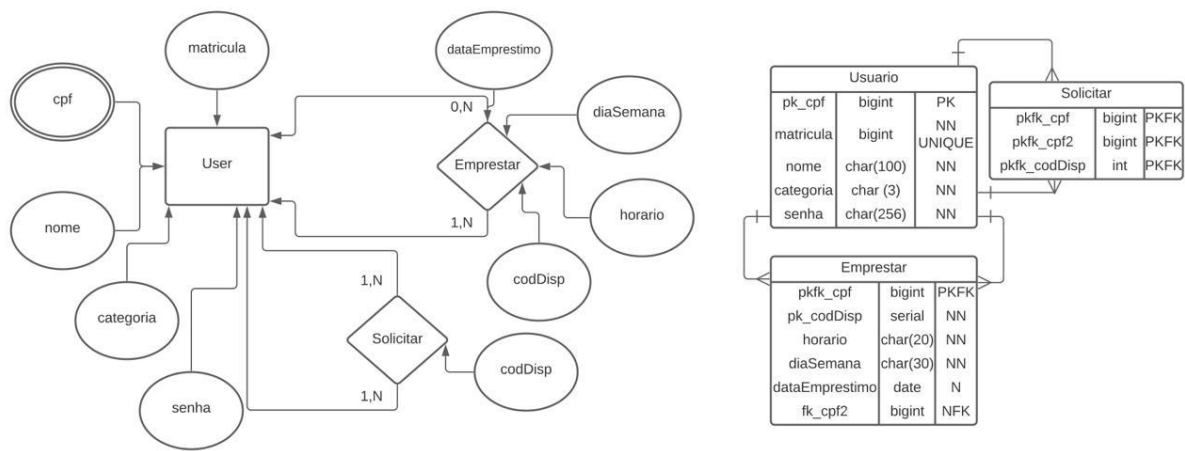 matricula
cpf
User
nome
categoria
senha
dataEmprestimo
diaSemana
0,N
Emprestar
horario
1,N
codDisp
1,N
Solicitar
codDisp
1,N
Usuario
pk_cpf bigint PK
matricula bigint NN UNIQUE
nome char(100) NN
categoria char (3) NN
senha char(256) NN
Solicitar
pkfk_cpf bigint PKFK
pkfk_cpf2 bigint PKFK
pkfk_codDisp int PKFK
Emprestar
pkfk_cpf bigint PKFK
pk_codDisp serial NN
horario char(20) NN
diaSemana char(30) NN
dataEmprestimo date N
fk_cpf2 bigint NFK